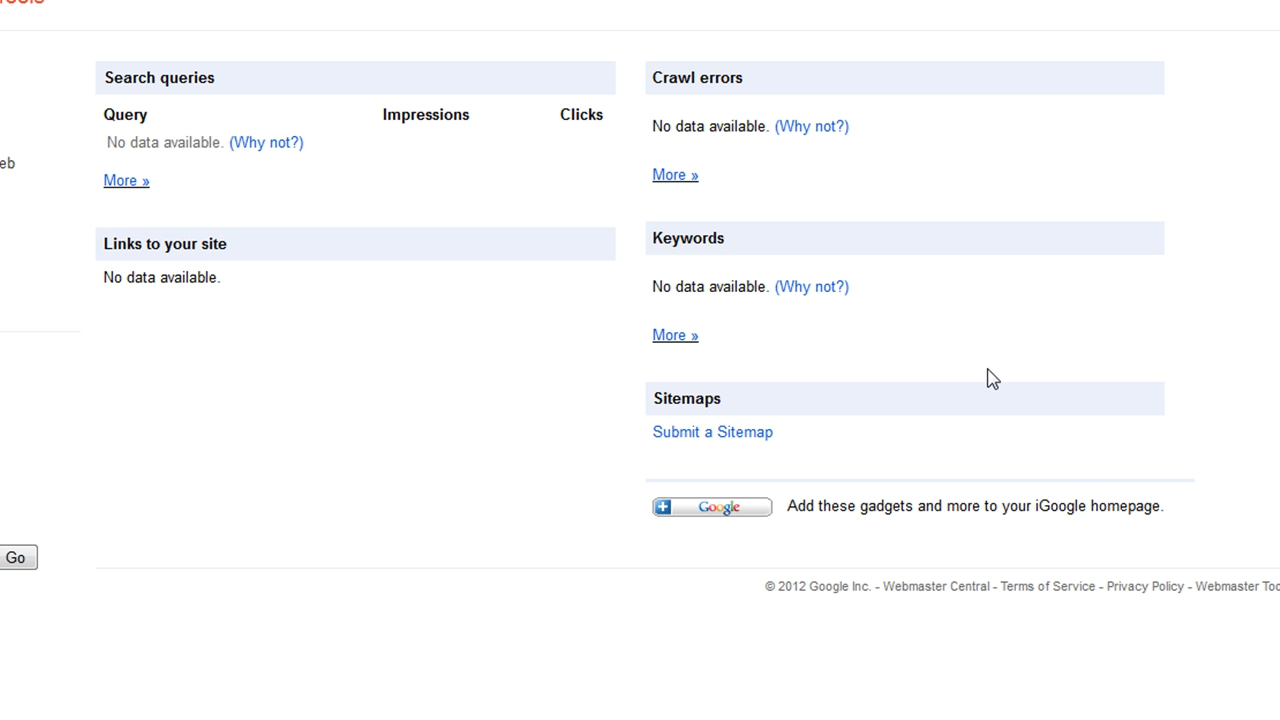 Search queries
Query Impressions Clicks
No data available. (Why not?)
More »
Links to your site
No data available.
eb
Go
Crawl errors
No data available. (Why not?)
More »
Keywords
No data available. (Why not?)
More »
Sitemaps
Submit a Sitemap
Google Add these gadgets and more to your iGoogle homepage.
© 2012 Google Inc. - Webmaster Central - Terms of Service - Privacy Policy - Webmaster Too